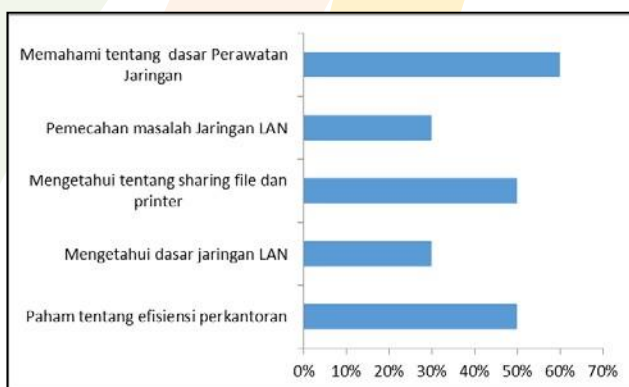 Memahami tentang dasar Perawatan
Jaringan
Pemecahan masalah Jaringan LAN
Mengetahui tentang sharing file dan
printer
Mengetahui dasar jaringan LAN
Paham tentang efisiensi perkantoran
0% 10% 20% 30% 40% 50% 60% 70%